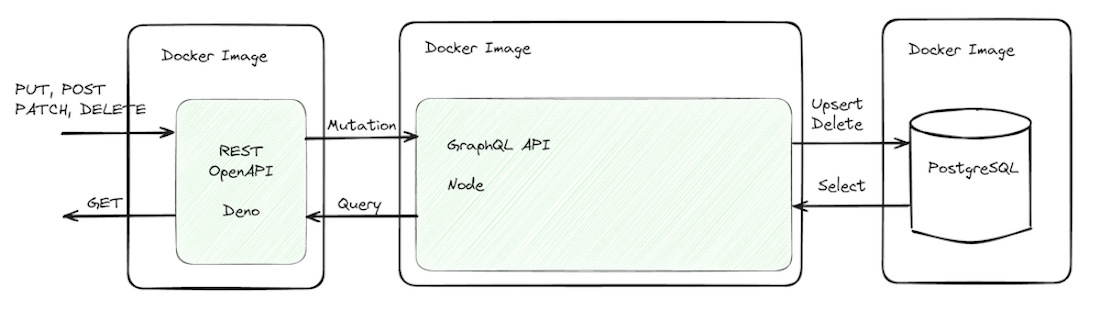 Docker Image
Docker Image
Docker Image
PUT, POST
PATCH, DELETE
REST
OpenAPI
Deno
GET
Mutation
Query
GraphQL API
Node
Upsert
Delete
Select
PostgreSQL